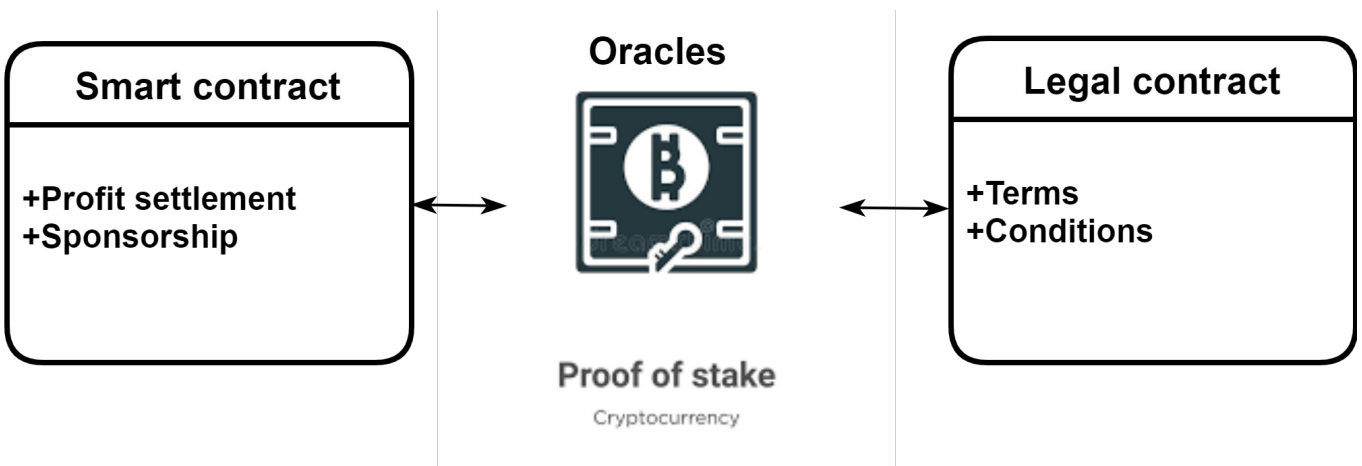 Smart contract
+Profit settlement
+Sponsorship
Oracles
Proof of stake
Cryptocurrency
Legal contract
+Terms
+Conditions